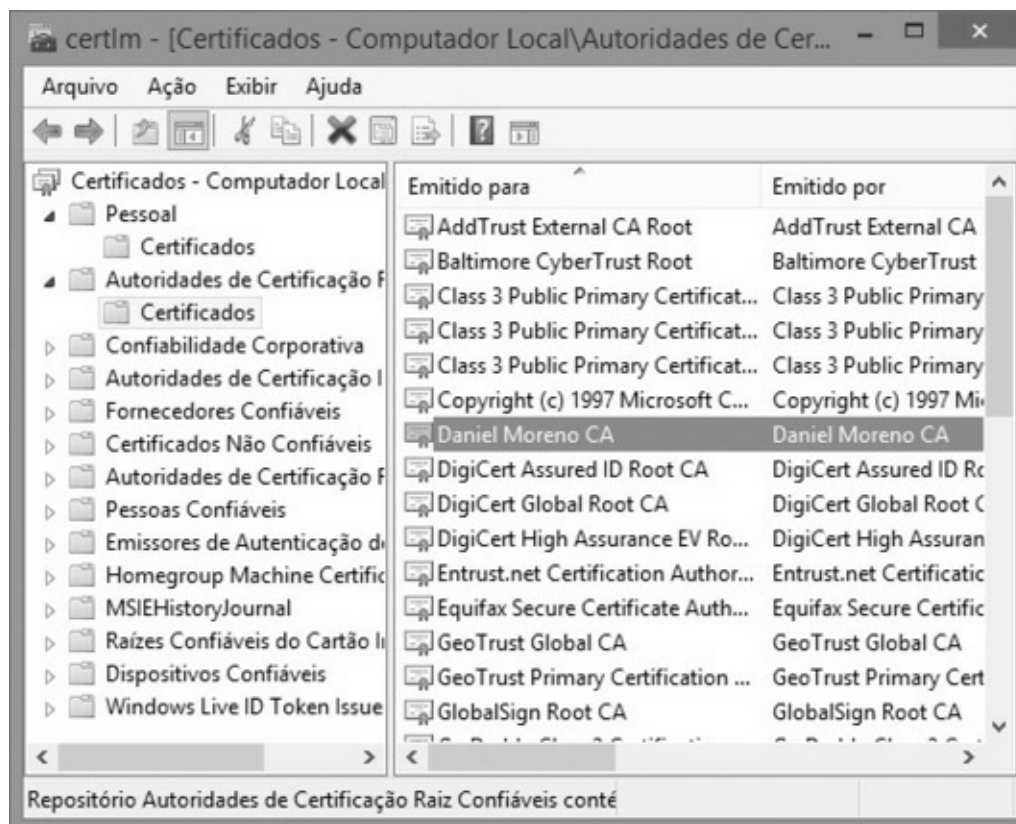 certlm - [Certificados - Computador Local\Autoridades de Cer...
Arquivo Ação Exibir Ajuda
Certificados - Computador Local
Pessoal
Certificados
Autoridades de Certificação R
Certificados
Confiabilidade Corporativa
Autoridades de Certificação I
Fornecedores Confiáveis
Certificados Não Confiáveis
Autoridades de Certificação R
Pessoas Confiáveis
Emissores de Autenticação d
Homegroup Machine Certific
MSIEHistoryJournal
Raízes Confiáveis do Cartão I
Dispositivos Confiáveis
Windows Live ID Token Issue
Emitido para Emitido por
AddTrust External CA Root AddTrust External CA
Baltimore CyberTrust Root Baltimore CyberTrust
Class 3 Public Primary Certificat... Class 3 Public Primary
Class 3 Public Primary Certificat... Class 3 Public Primary
Class 3 Public Primary Certificat... Class 3 Public Primary
Copyright (c) 1997 Microsoft C... Copyright (c) 1997 Mi
Daniel Moreno CA Daniel Moreno CA
DigiCert Assured ID Root CA DigiCert Assured ID Ro
DigiCert Global Root CA DigiCert Global Root C
DigiCert High Assurance EV Ro... DigiCert High Assuran
Entrust.net Certification Author... Entrust.net Certificatic
Equifax Secure Certificate Auth... Equifax Secure Certific
GeoTrust Global CA GeoTrust Global CA
GeoTrust Primary Certification ... GeoTrust Primary Cert
GlobalSign Root CA GlobalSign Root CA
Repositório Autoridades de Certificação Raiz Confiáveis conté